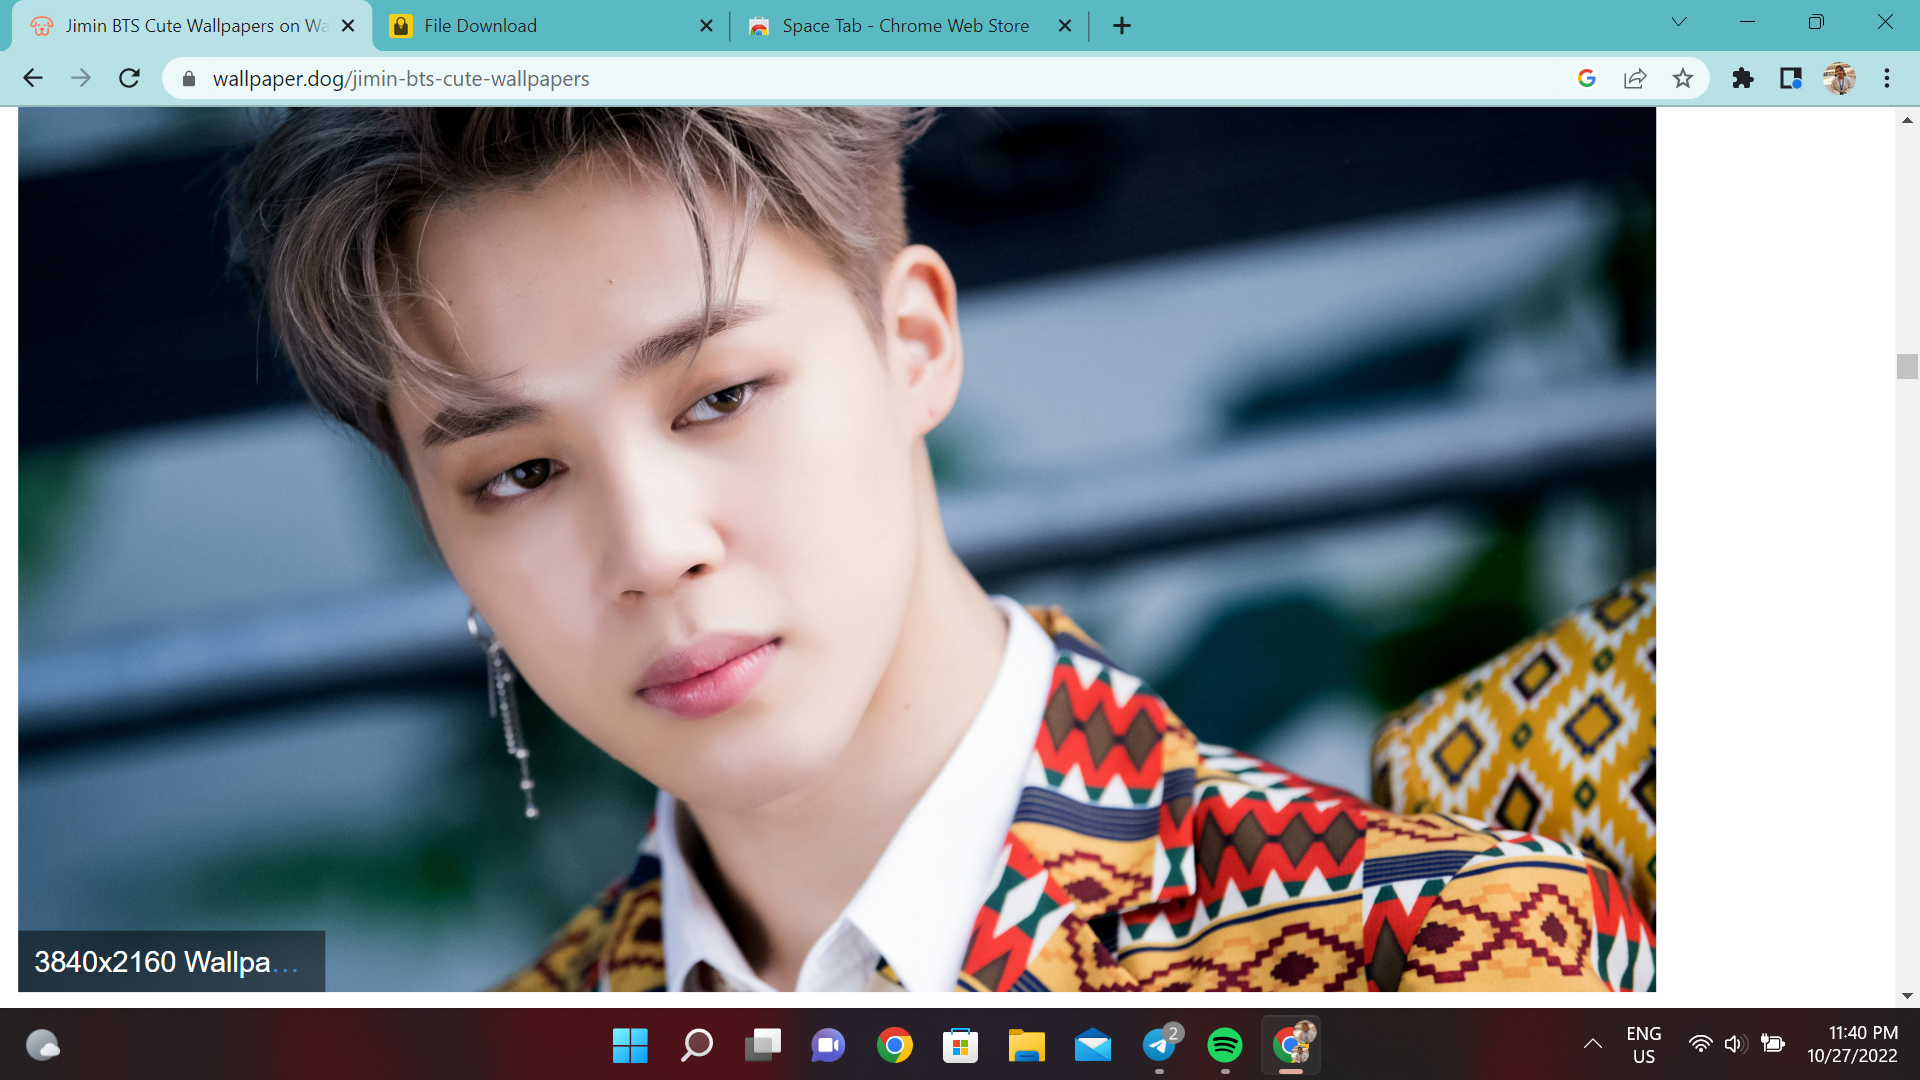 Jimin BTS Cute Wallpapers on Wa
File Download
Space Tab - Chrome Web Store
wallpaper.dog/jimin-bts-cute-wallpapers
3840x2160 Wallpa...
2
ENG
US
11:40 PM
10/27/2022